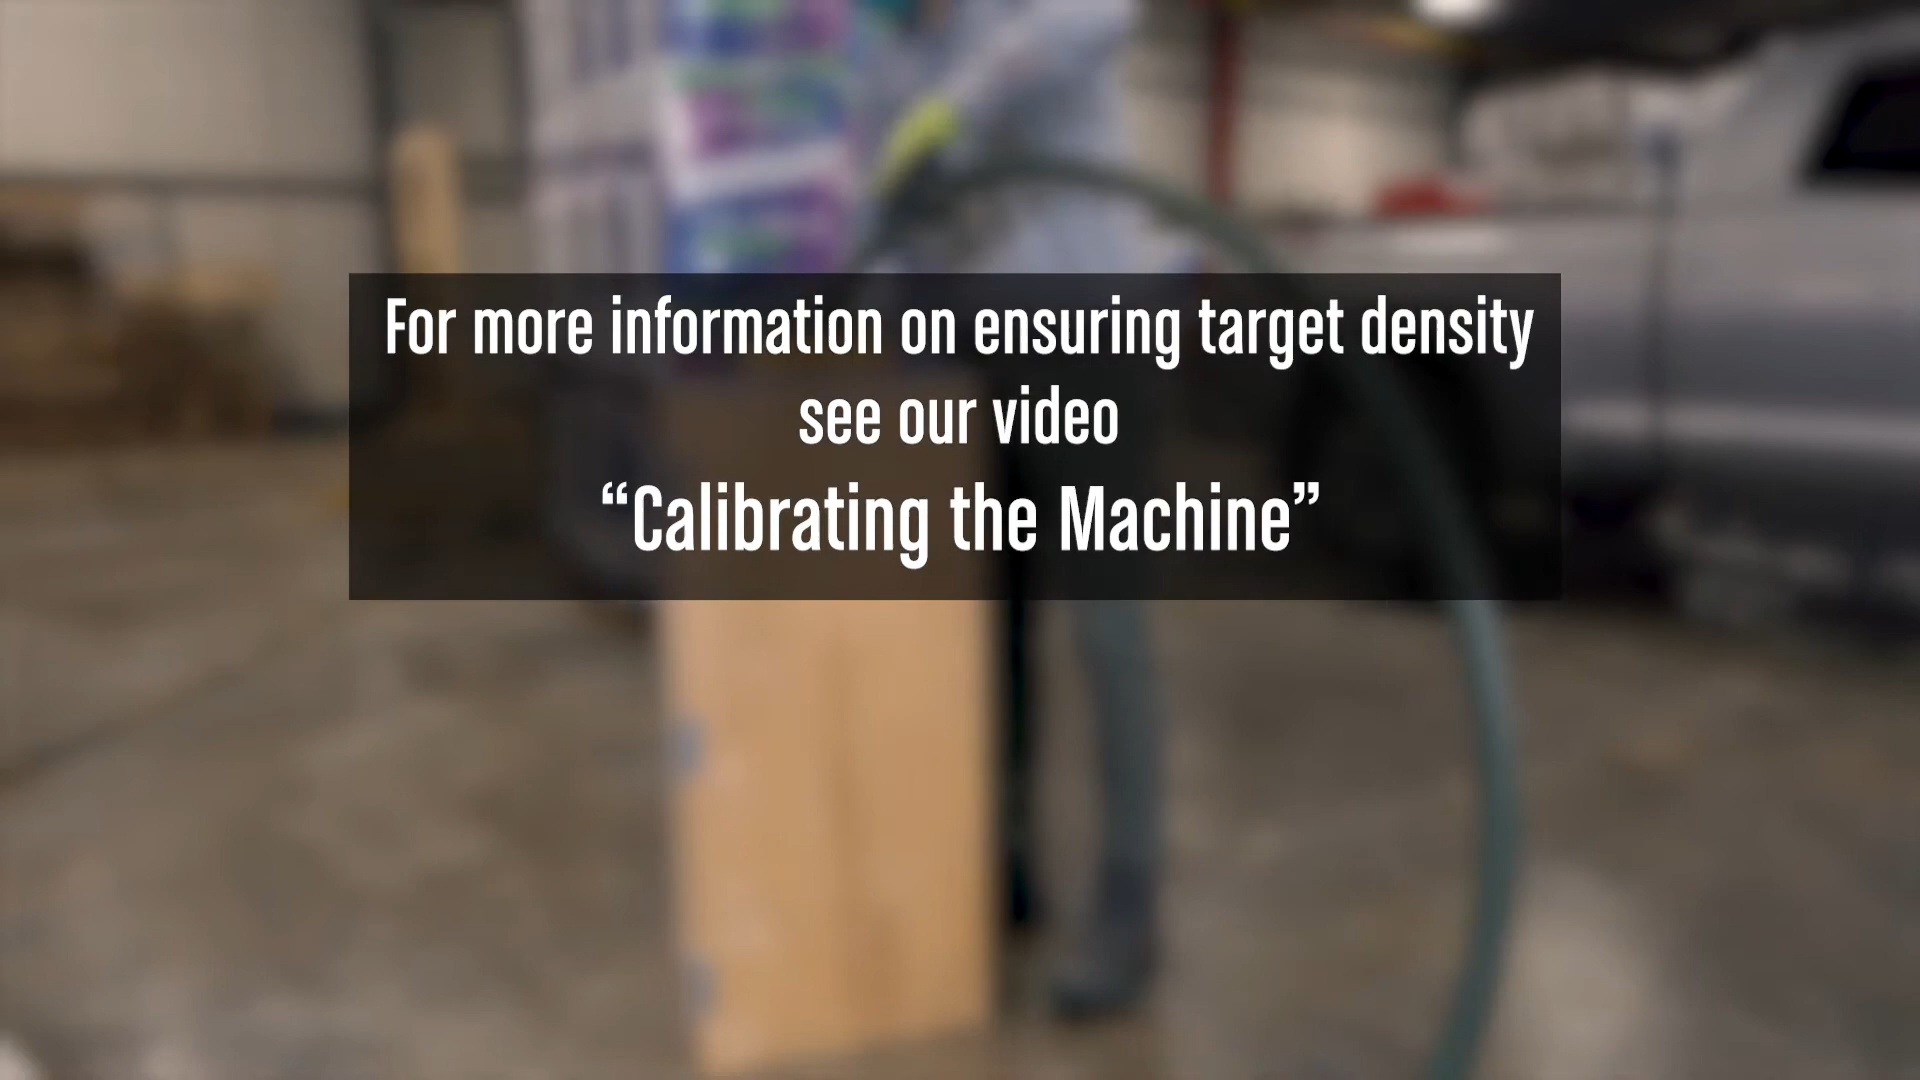 For more information on ensuring target density
see our video
“Calibrating the Machine”